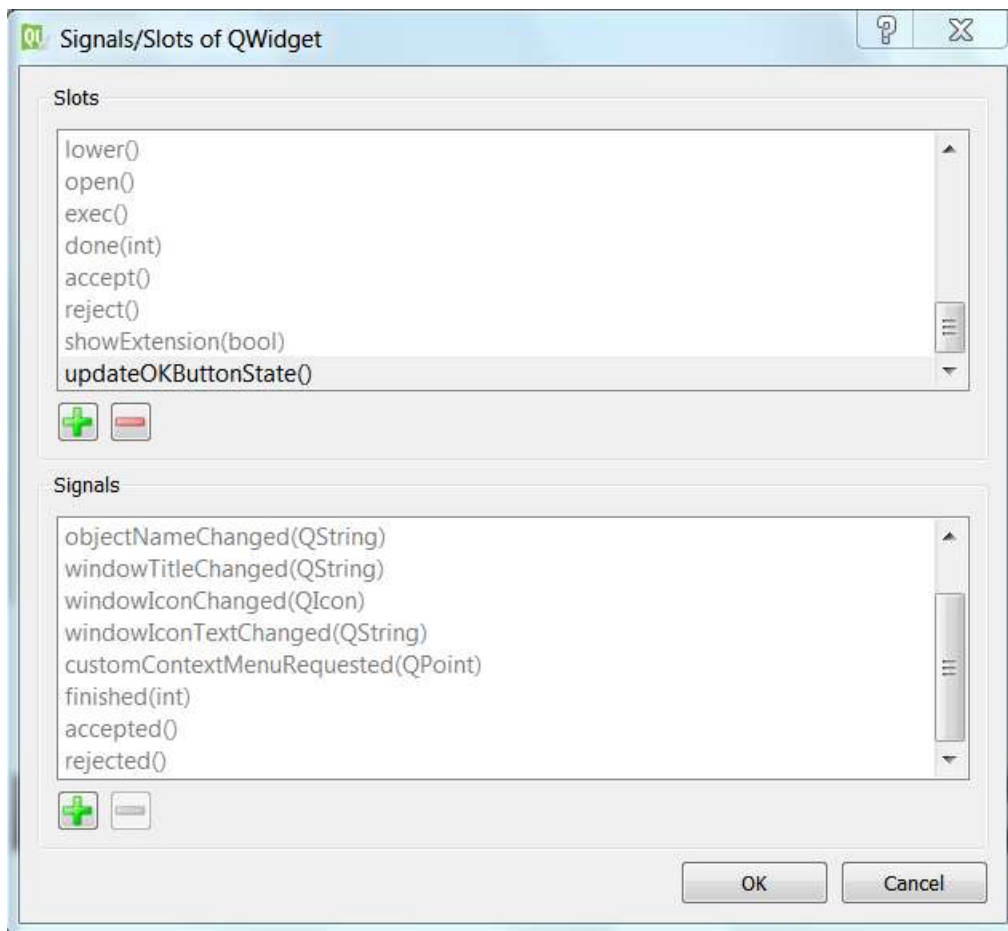 Signals/Slots of QWidget
Slots
lower()
open()
exec()
done(int)
accept()
reject()
showExtension(bool)
updateOKButtonState()
Signals
objectNameChanged(QString)
windowTitleChanged(QString)
windowIconChanged(QIcon)
windowIconTextChanged(QString)
customContextMenuRequested(QPoint)
finished(int)
accepted()
rejected()
OK Cancel